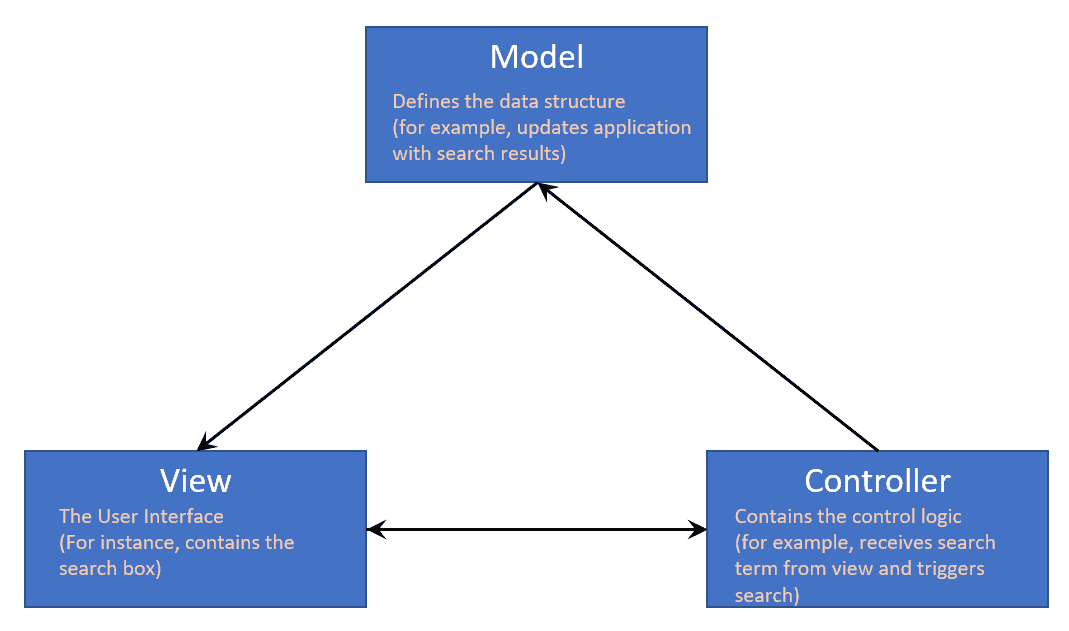 Model
Defines the data structure
(for example, updates application
with search results)
View
The User Interface
(For instance, contains the
search box)
Controller
Contains the control logic
(for example, receives search
term from view and triggers
search)